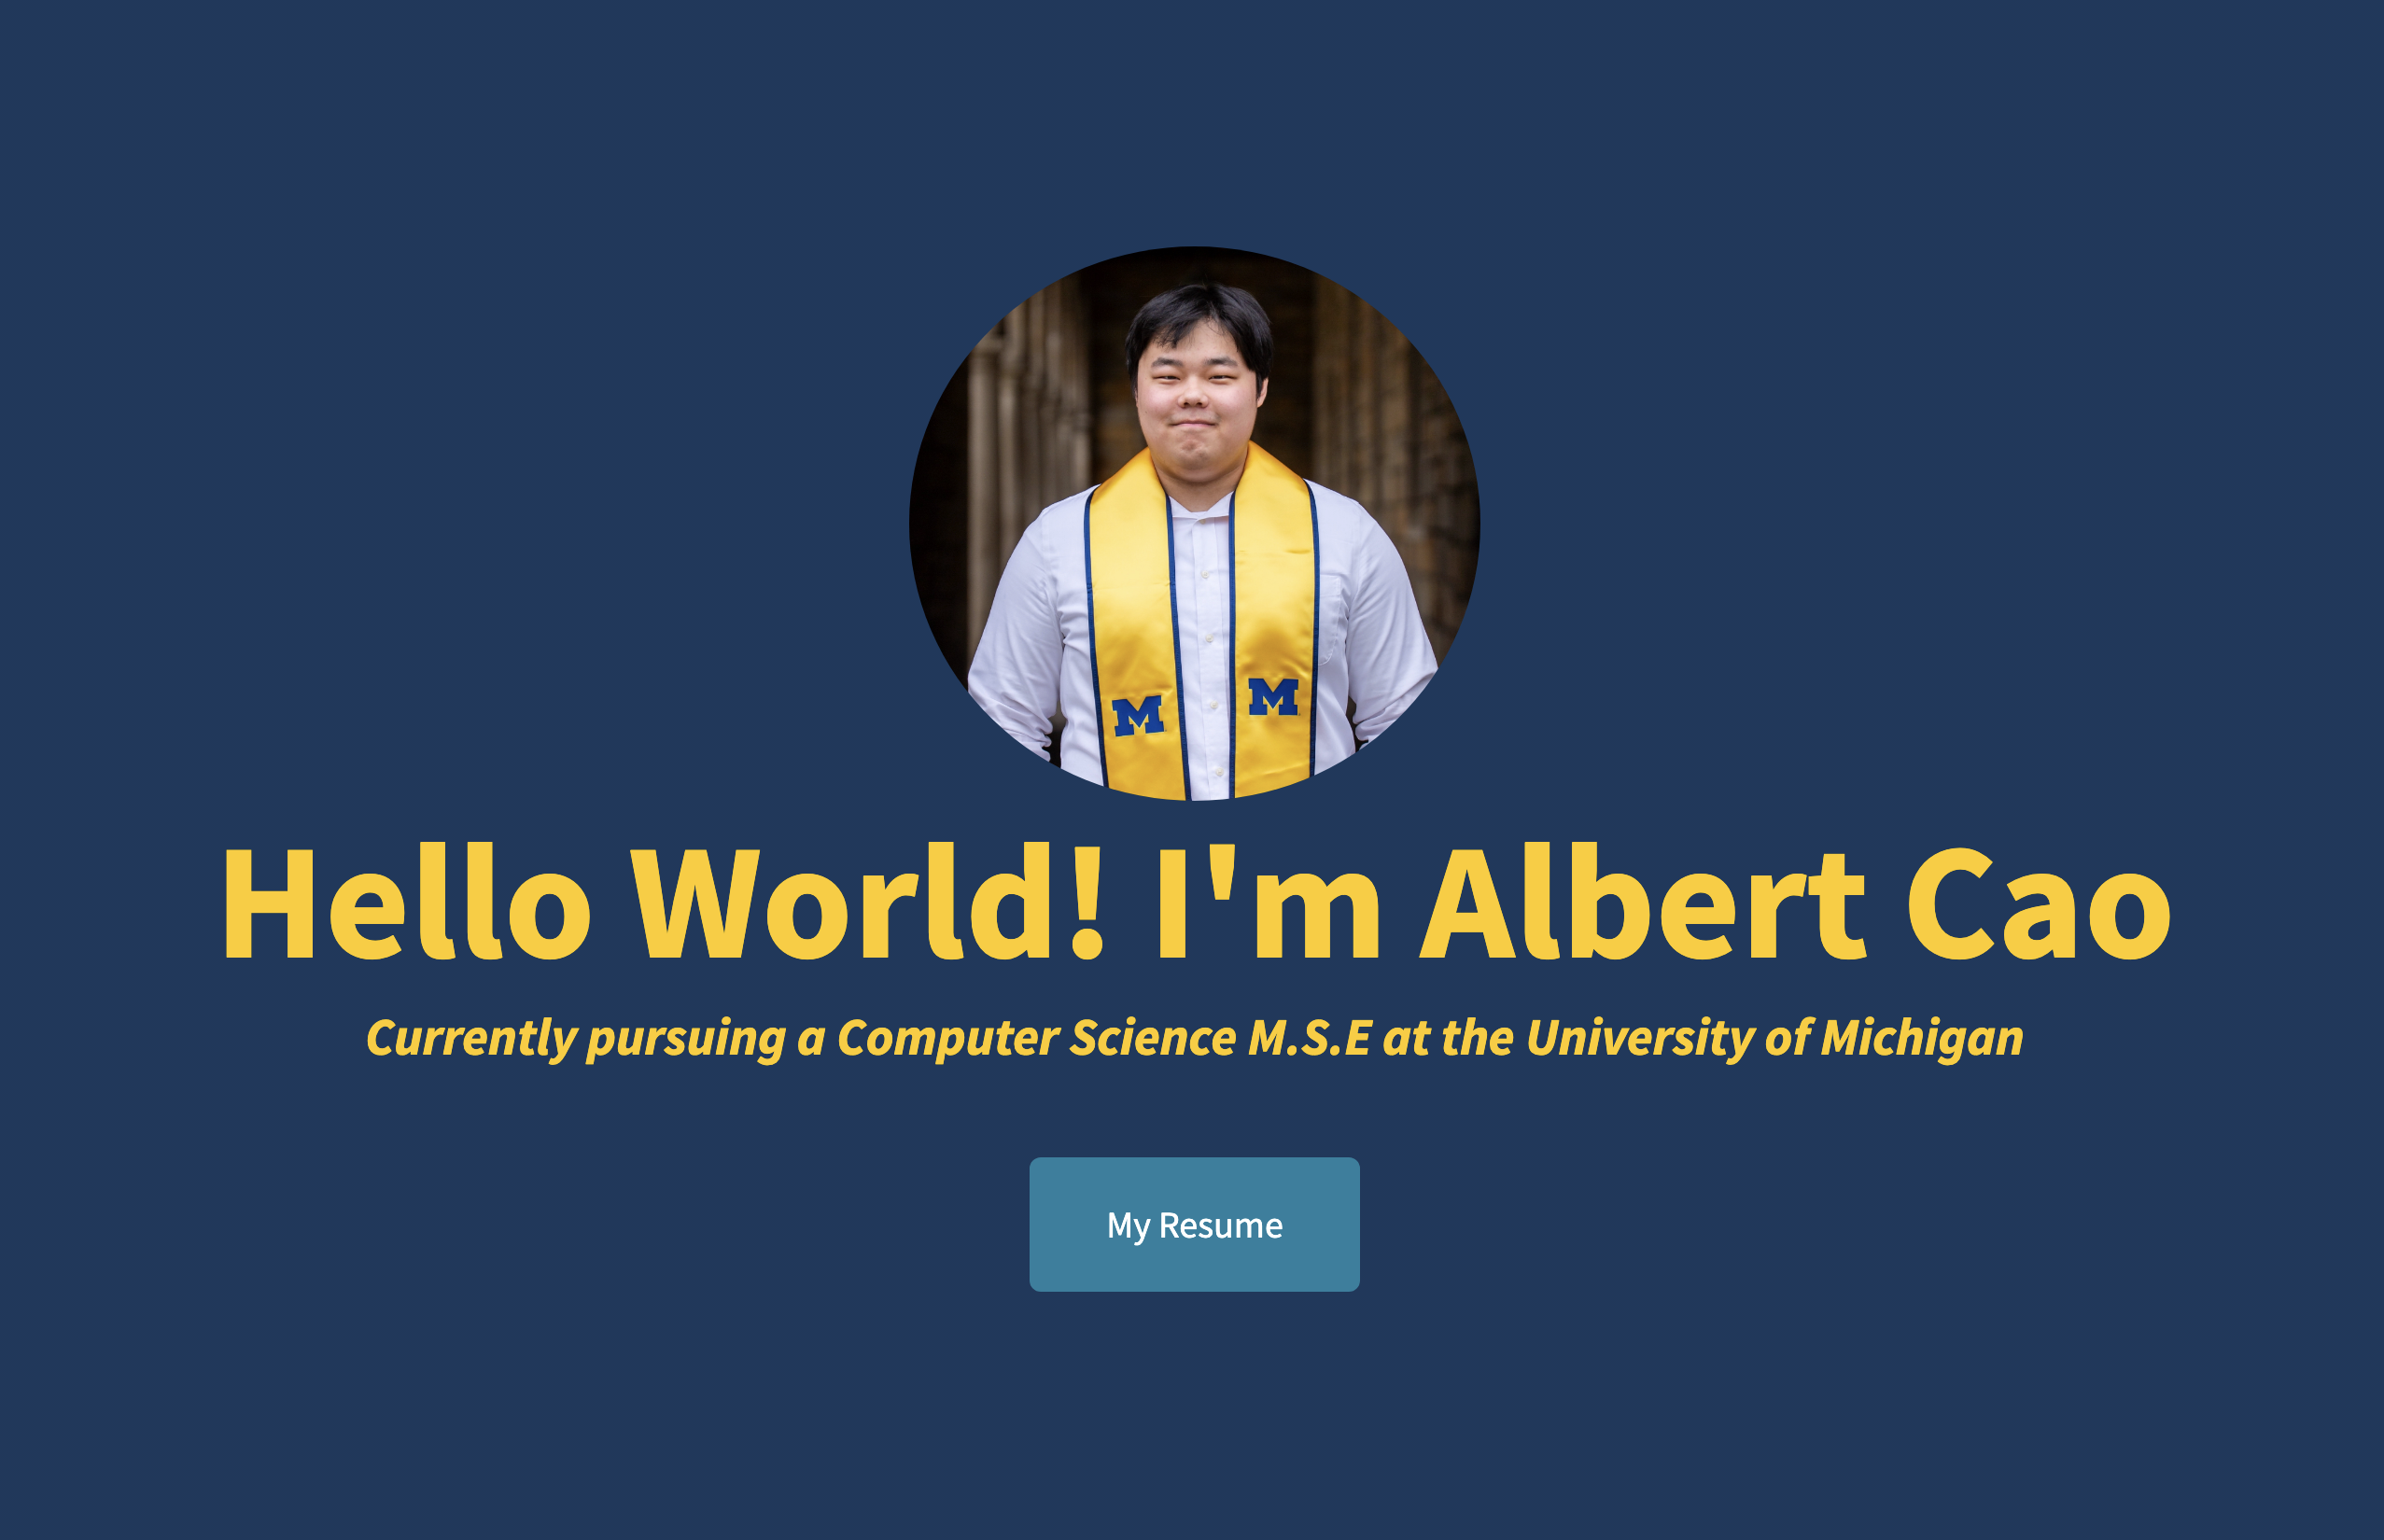 M M
Hello World! I'm Albert Cao
Currently pursuing a Computer Science M.S.E at the University of Michigan
My Resume